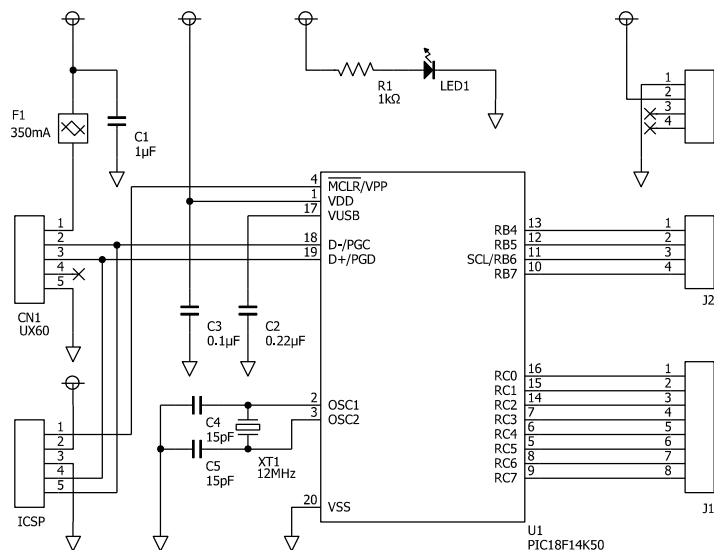 F1
350mA
C1
1µF
R1
1kΩ
LED1
1
2
3
4
4
1
17
MCLR/VPP
VDD
VUSB
18
19
D-/PGC
D+/PGD
1
2
3
4
5
CN1
UX60
C3
0.1µF
C2
0.22µF
13
12
11
10
RB4
RB5
SCL/RB6
RB7
1
2
3
4
J2
2
3
OSC1
OSC2
C4
15pF
C5
15pF
XT1
12MHz
1
2
3
4
5
ICSP
20
VSS
16
15
14
7
6
5
8
9
RC0
RC1
RC2
RC3
RC4
RC5
RC6
RC7
1
2
3
4
5
6
7
8
J1
U1
PIC18F14K50